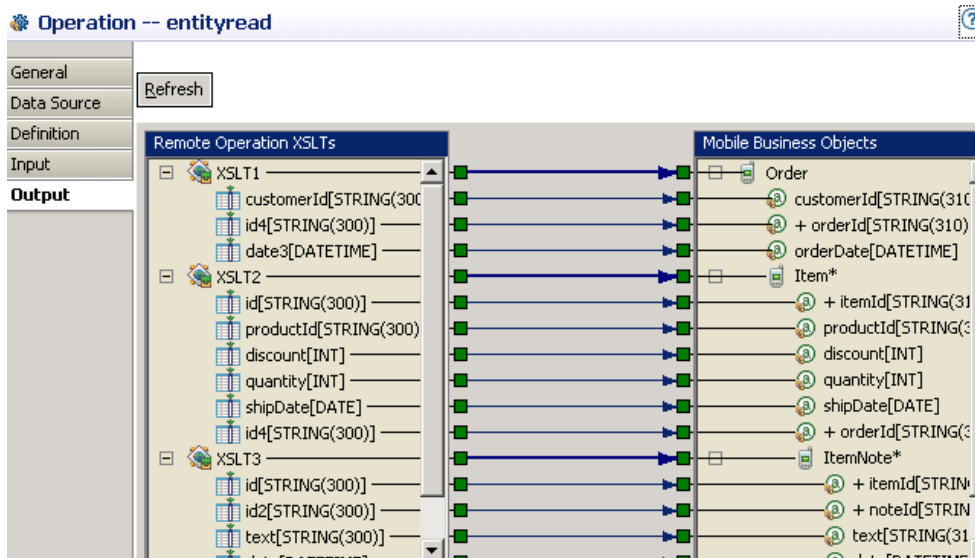 Operation -- entityread
General
Data Source
Definition
Input
Output
Refresh
Remote Operation XSLTs
XSLT1
customerId[STRING(300
id4[STRING(300)]
date3[DATETIME]
XSLT2
id[STRING(300)]
productId[STRING(300)
discount[INT]
quantity[INT]
shipDate[DATE]
id4[STRING(300)]
XSLT3
id[STRING(300)]
id2[STRING(300)]
text[STRING(300)]
Mobile Business Objects
Order
customerId[STRING(310
+ orderId[STRING(310)
orderDate[DATETIME]
Item*
+ itemId[STRING(31
productId[STRING(3
discount[INT]
quantity[INT]
shipDate[DATE]
+ orderId[STRING(3
ItemNote*
+ itemId[STRIN
+ noteId[STRIN
text[STRING(31